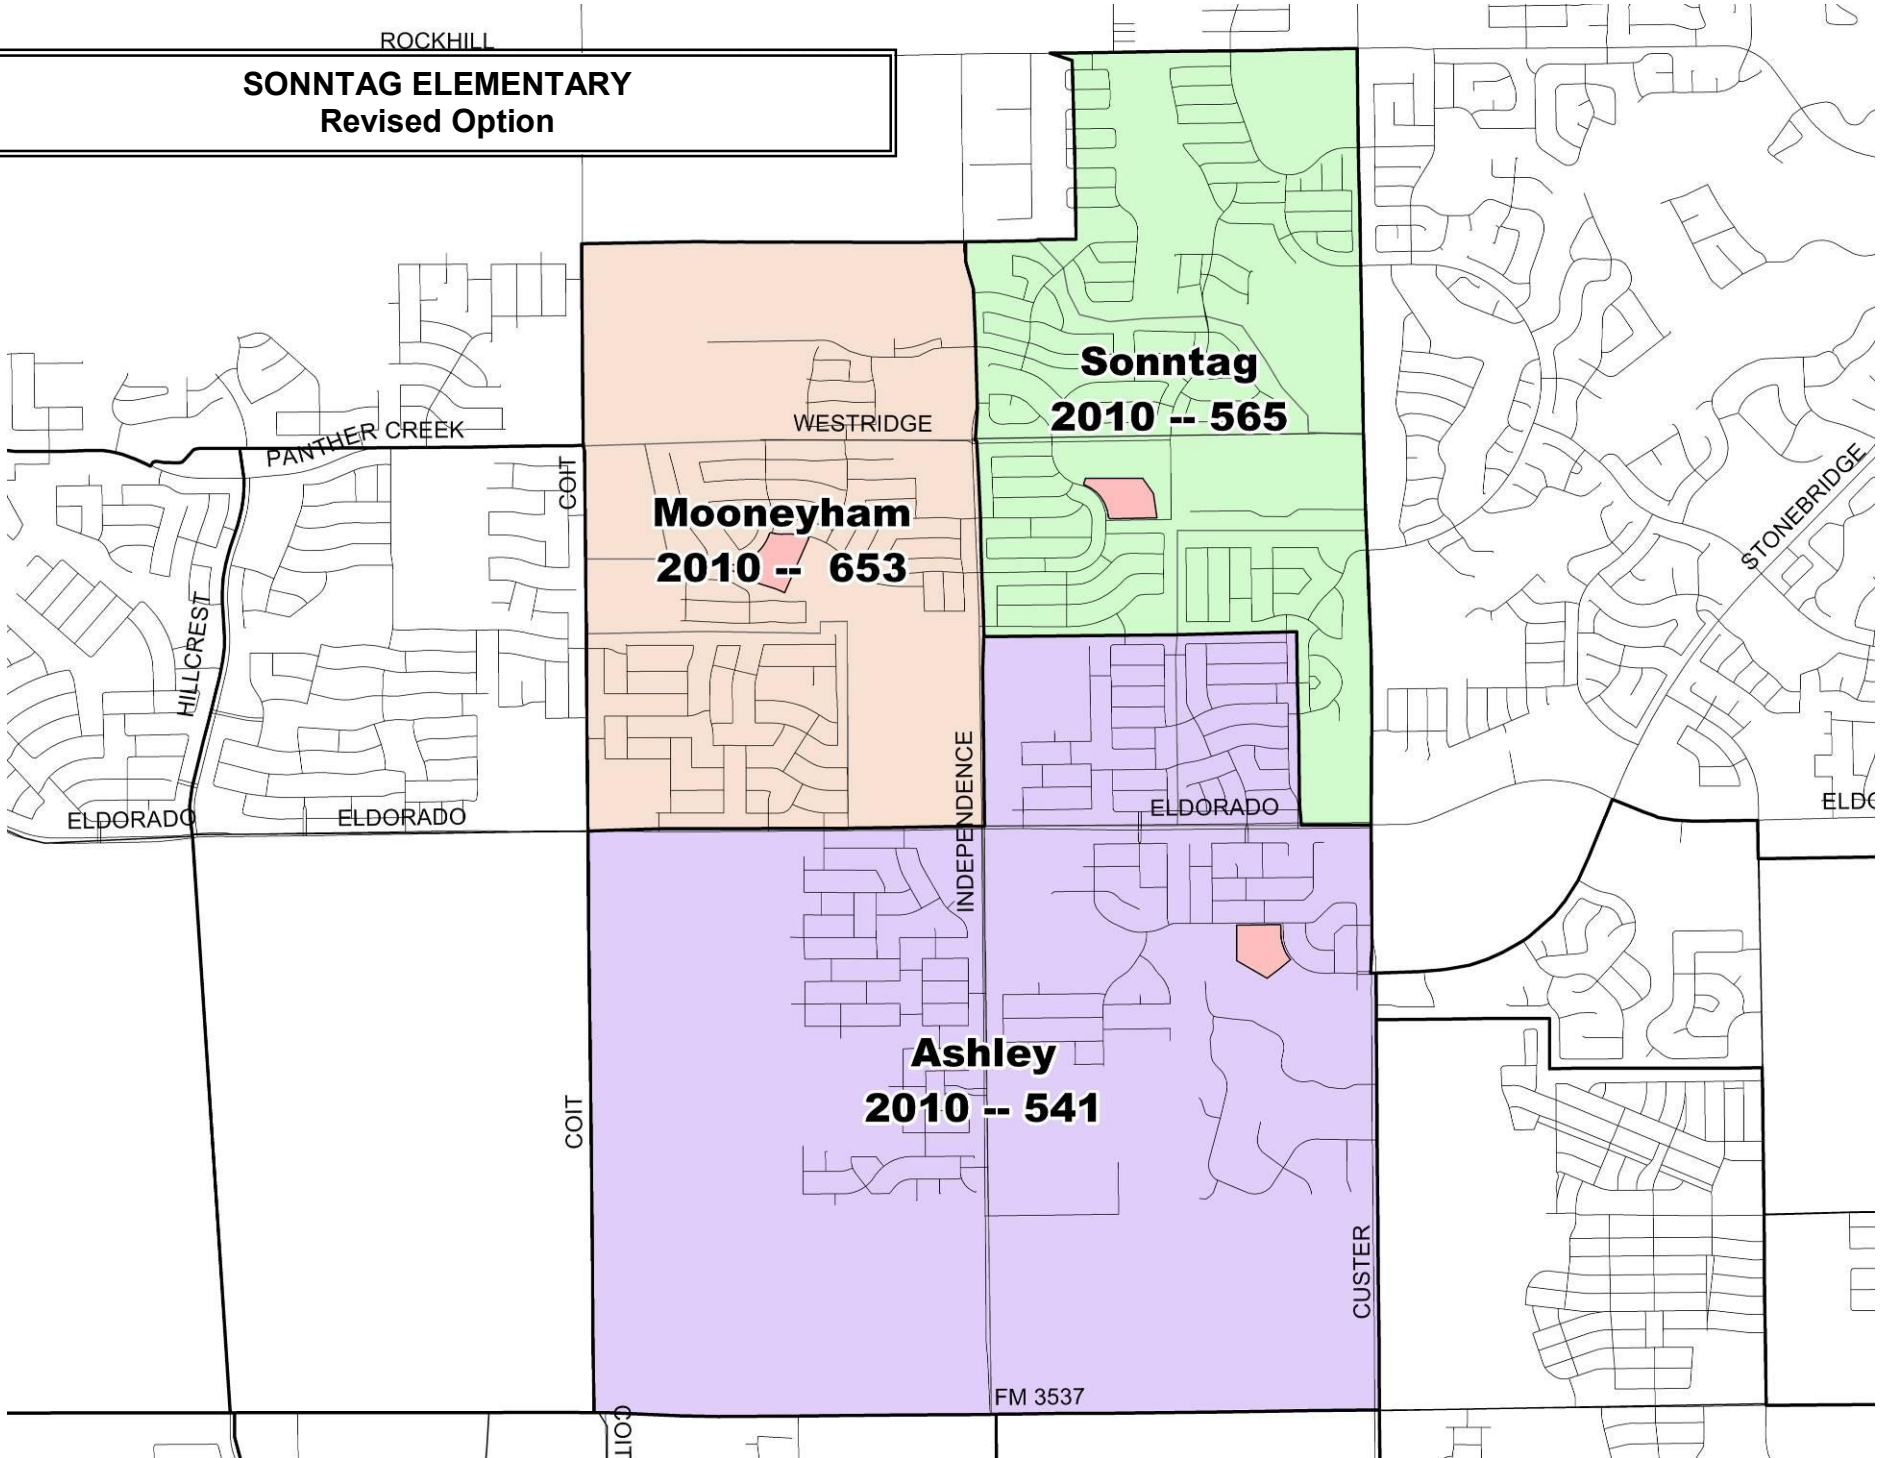 ROCKHILL
SONNTAG ELEMENTARY
Revised Option
Sonntag
2010 -- 565
WESTRIDGE
PANTHER CREEK
COIT
STONEBRIDGE
Mooneyham
2010 -- 653
HILLCREST
INDEPENDENCE
ELDORADO
ELDORADO
ELDORADO
ELDO
Ashley
2010 -- 541
COIT
CUSTER
FM 3537
COIT